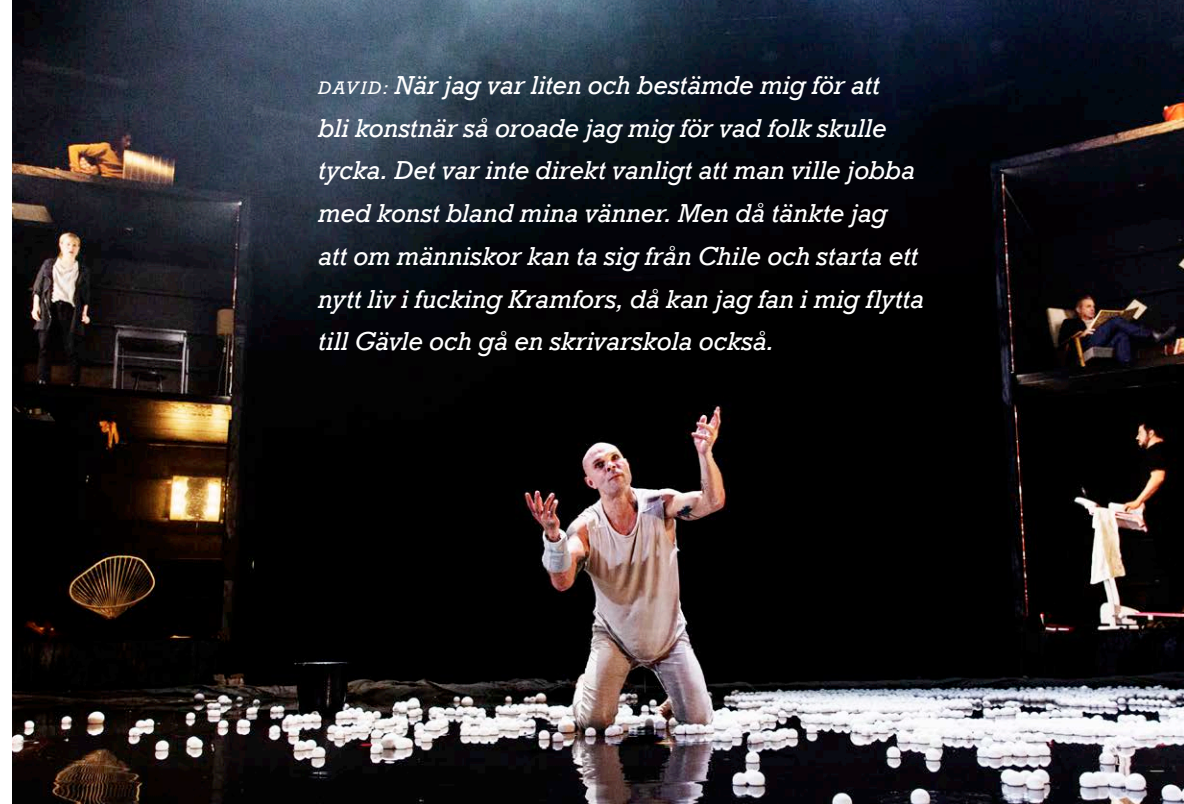 DAVID: När jag var liten och bestämde mig för att
bli konstnär så oroade jag mig för vad folk skulle
tycka. Det var inte direkt vanligt att man ville jobba
med konst bland mina vänner. Men då tänkte jag
att om människor kan ta sig från Chile och starta ett
nytt liv i fucking Kramfors, då kan jag fan i mig flytta
till Gävle och gå en skrivarskola också.